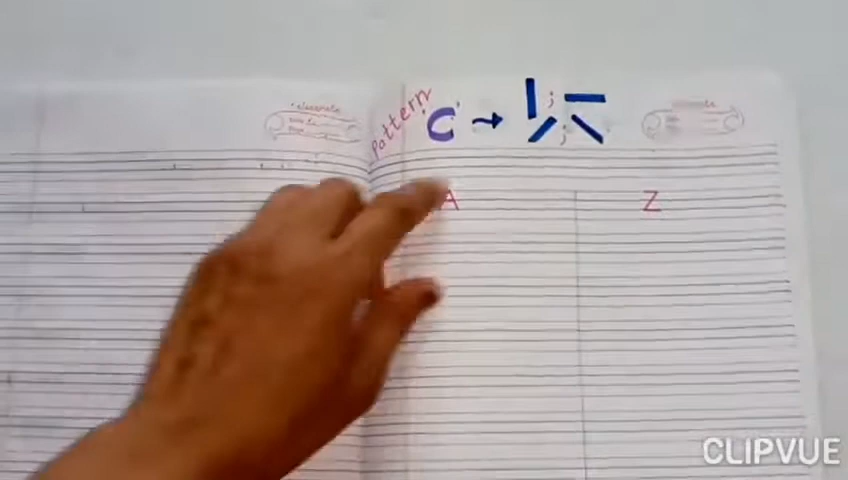 Pattern
'C' → | ; — / ; \
A Z
CLIPVUE